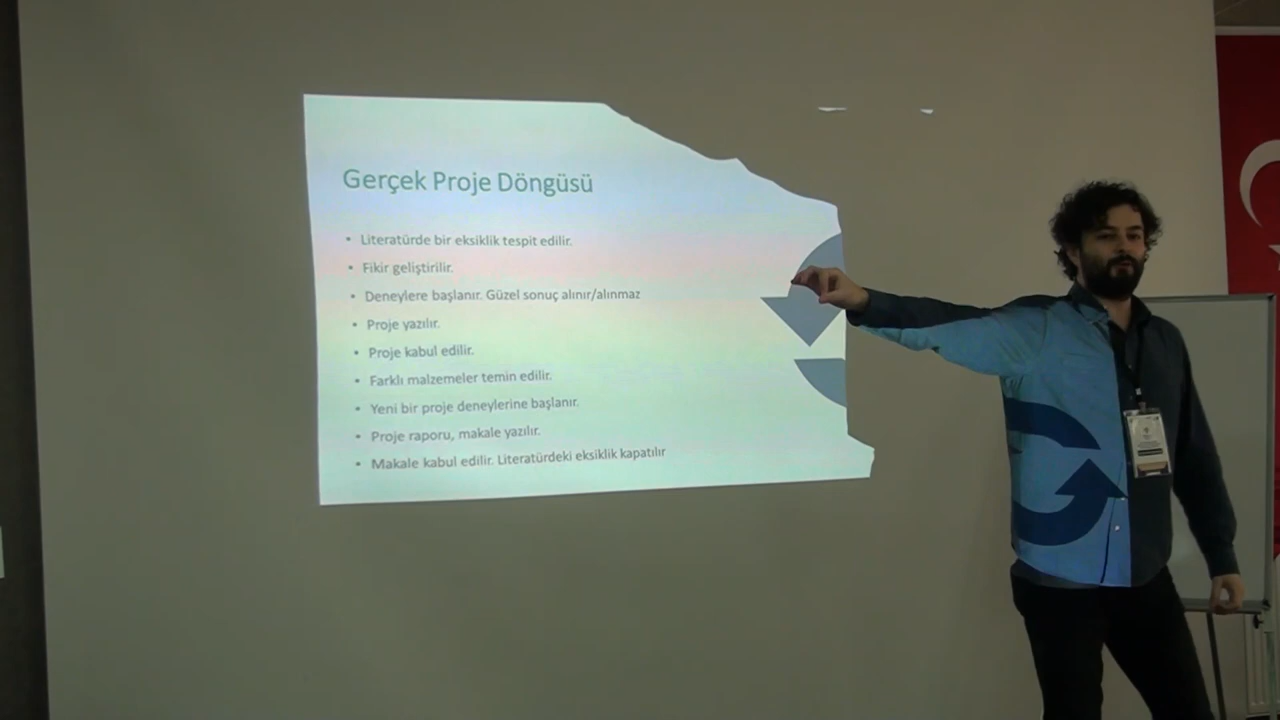 Gerçek Proje Döngüsü
• Literatürde bir eksiklik tespit edilir.
• Fikir geliştirilir.
• Deneylere başlanır. Güzel sonuç alınır/alınmaz
• Proje yazılır.
• Proje kabul edilir.
• Farklı malzemeler temin edilir.
• Yeni bir proje deneylerine başlanır.
• Proje raporu, makale yazılır.
• Makale kabul edilir. Literatürdeki eksiklik kapatılır